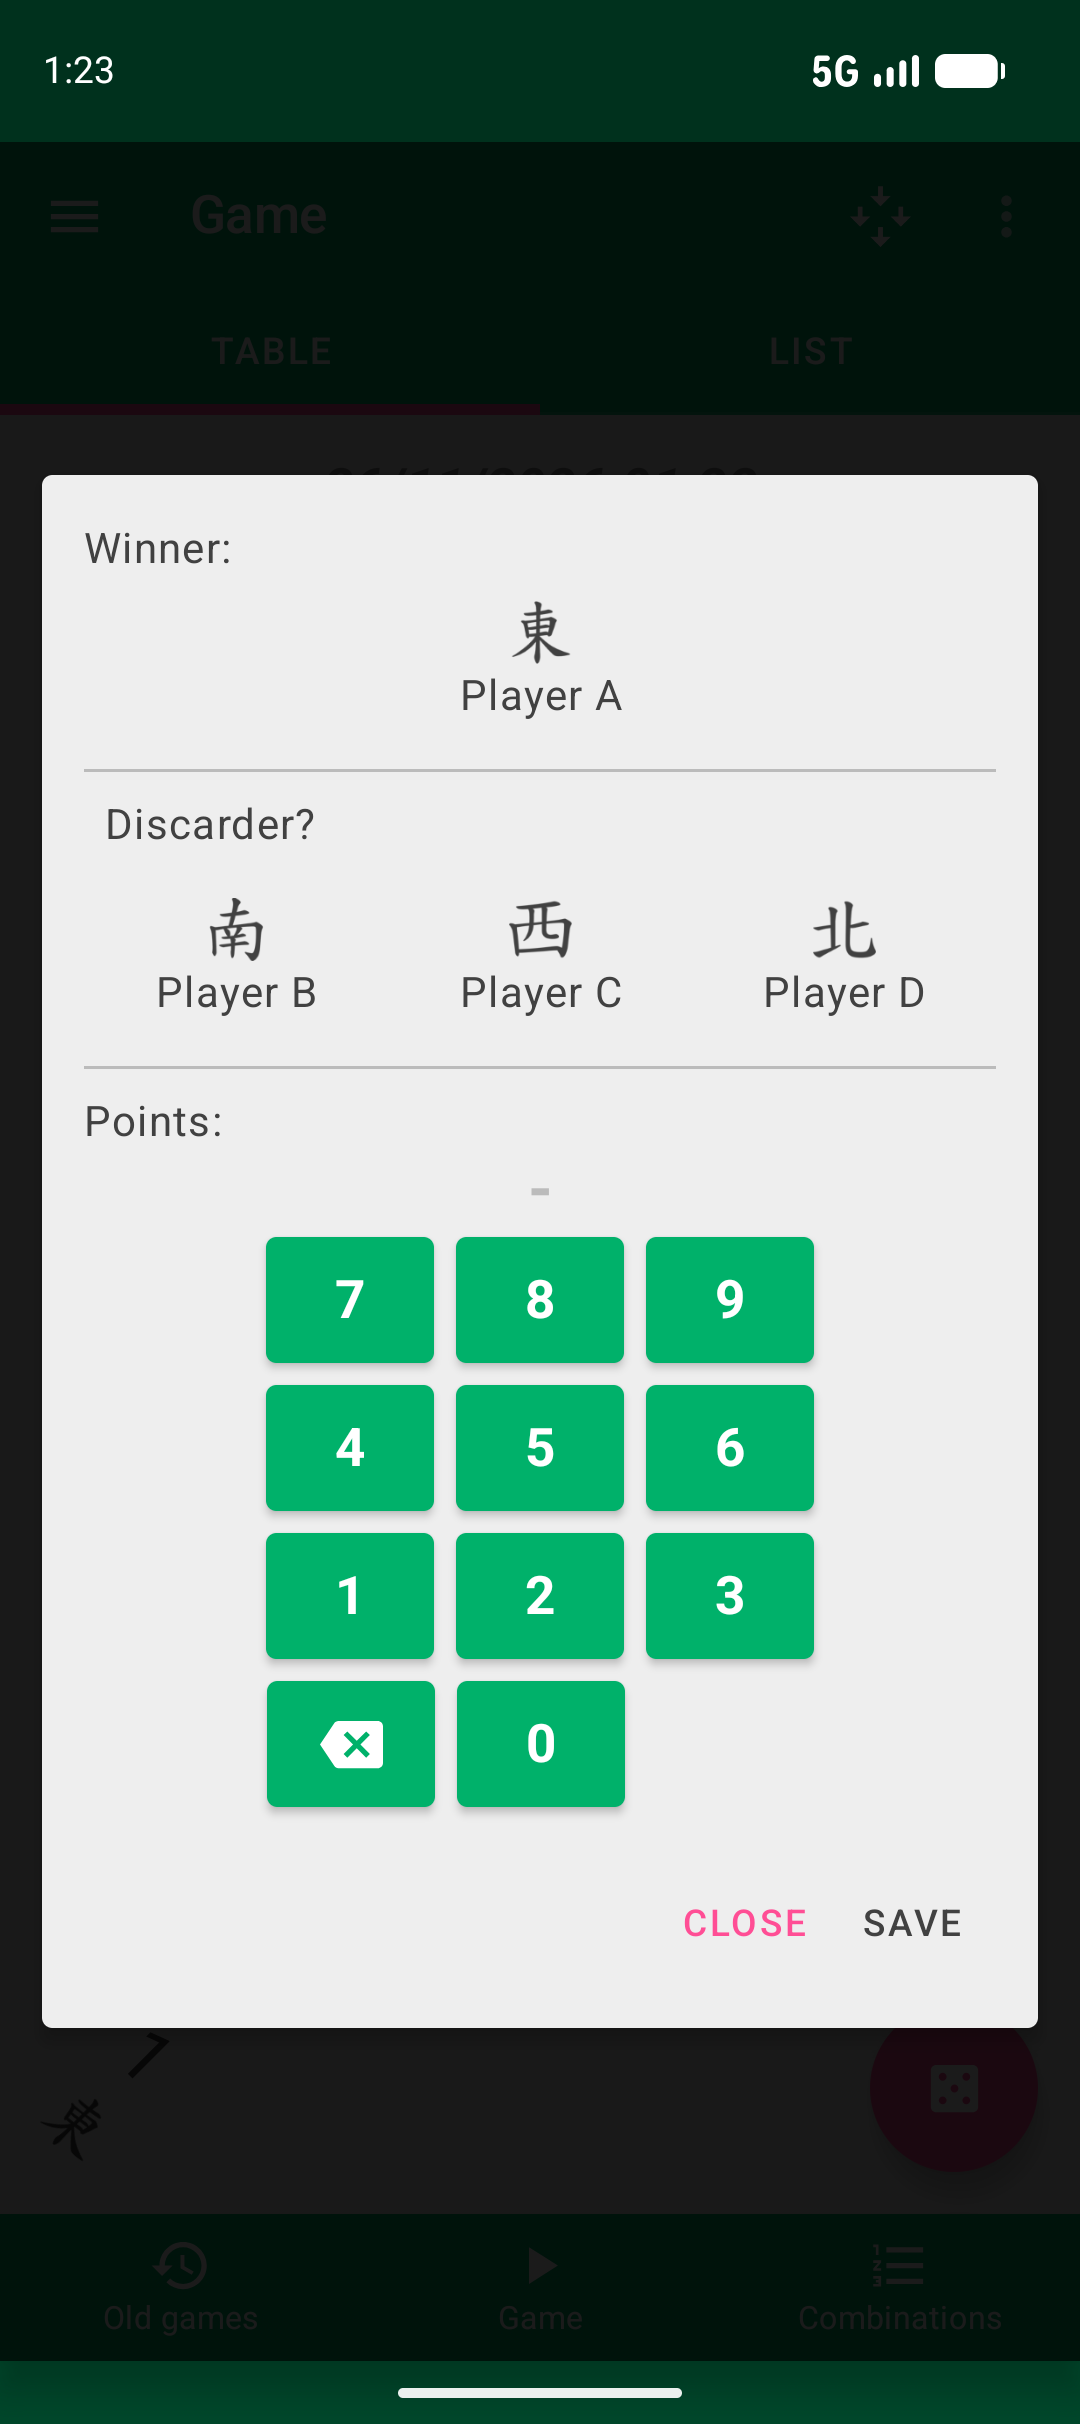 1:23
5G
Game
TABLE
LIST
Winner:
東
Player A
Discarder?
南 西 北
Player B Player C Player D
Points:
-
7 8 9
4 5 6
1 2 3
0
CLOSE SAVE
東
Old games Game Combinations